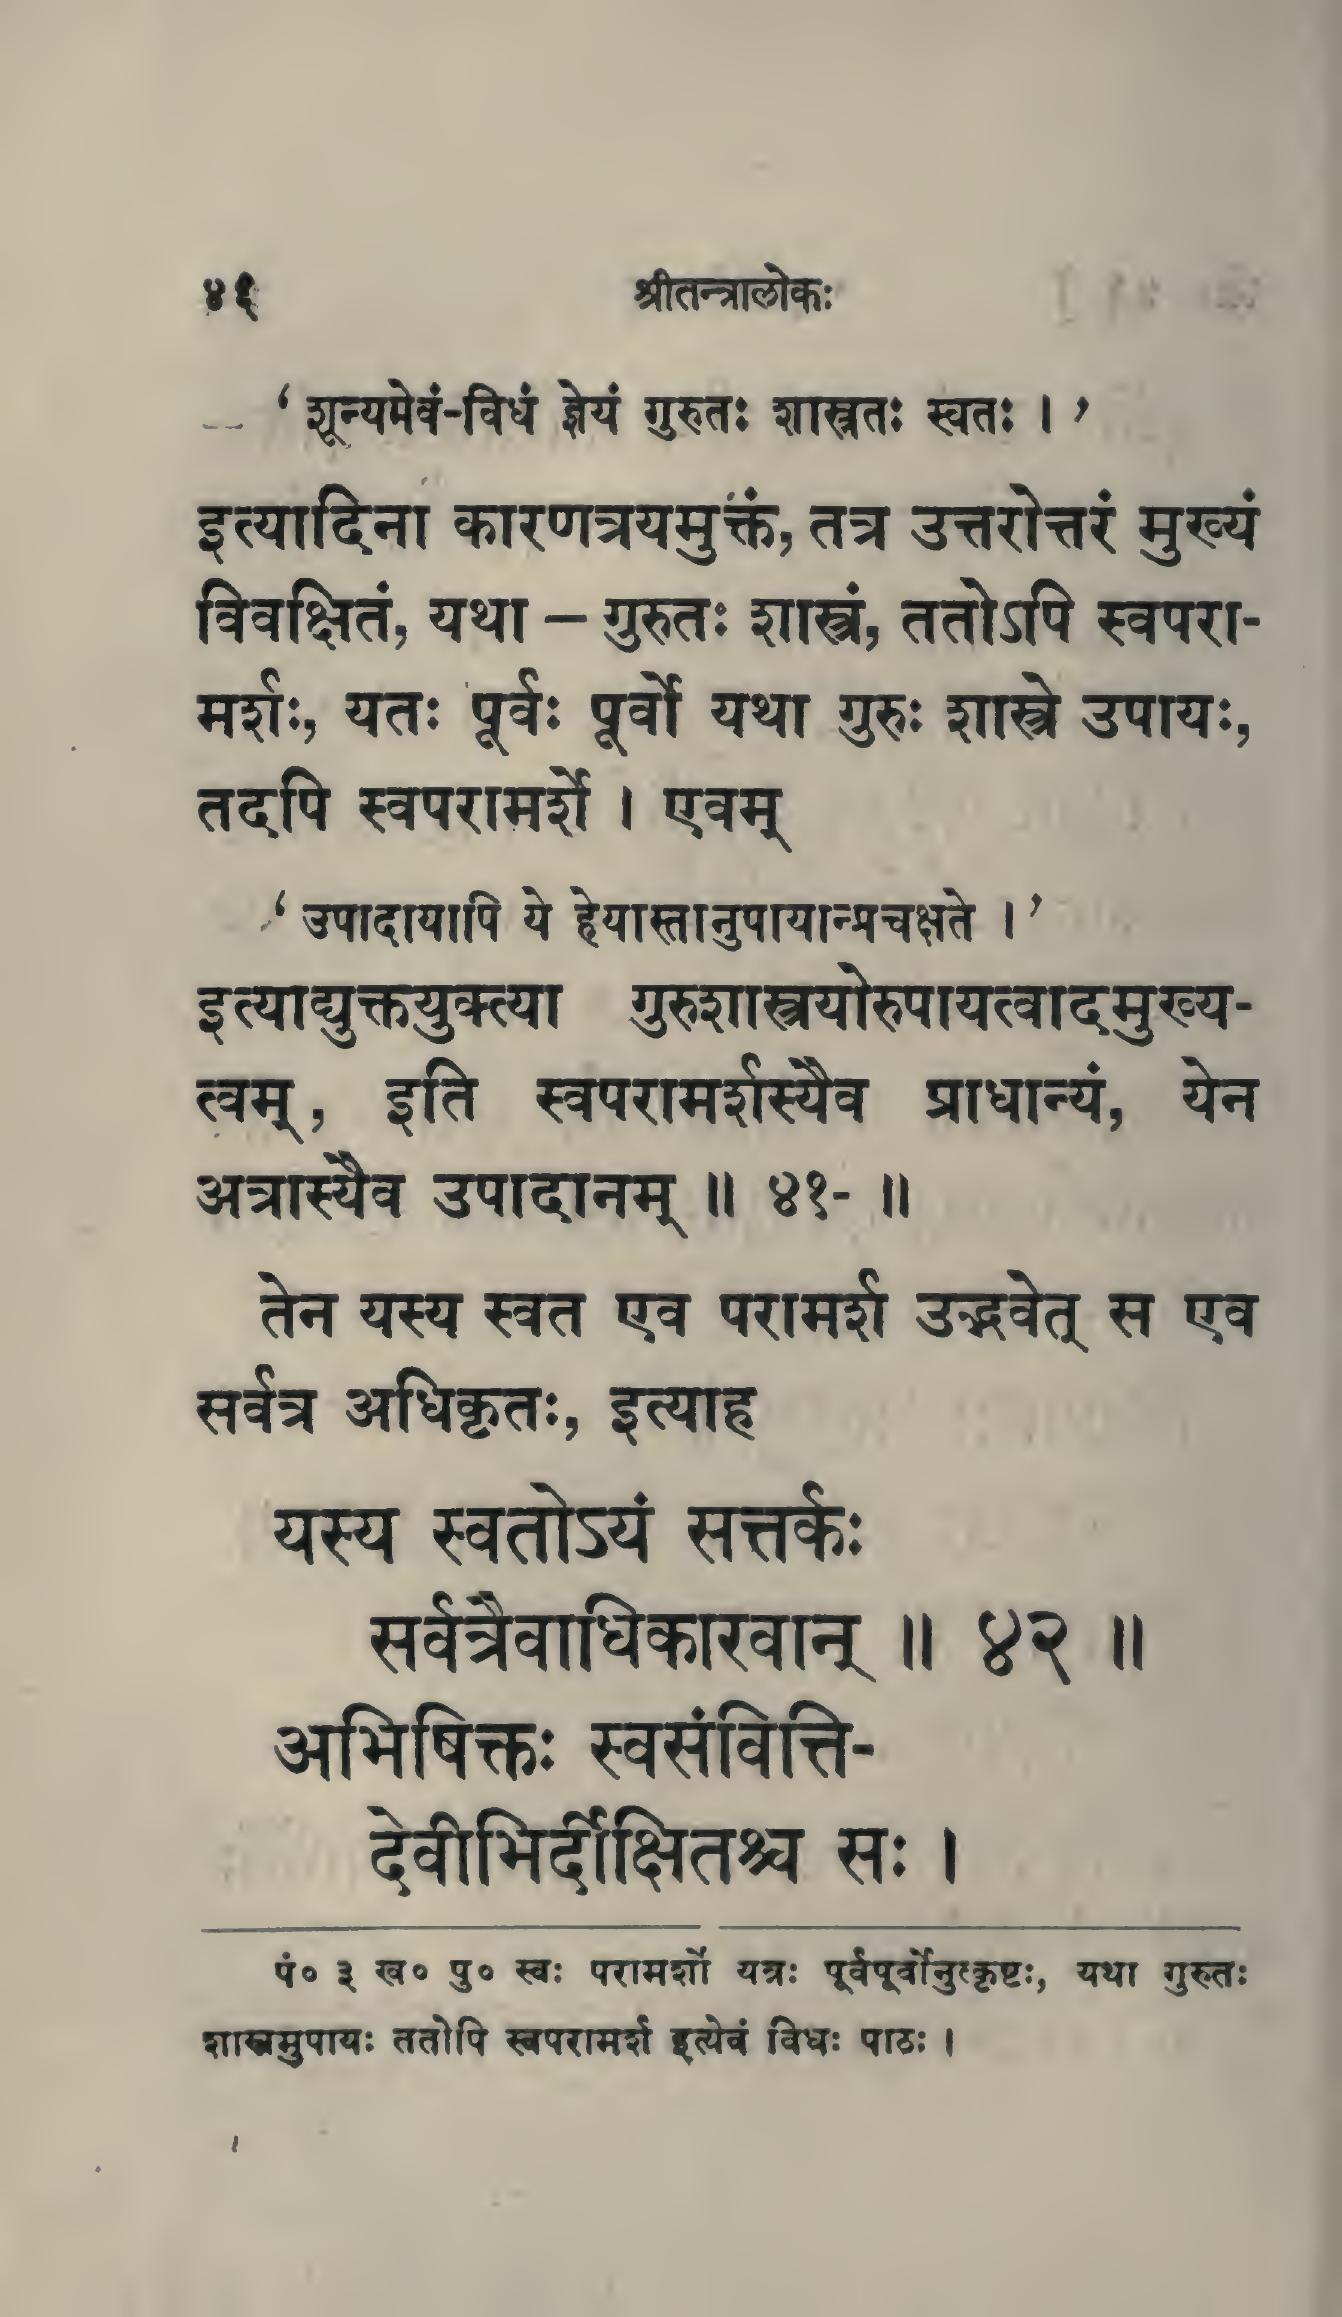 ४६ श्रीतन्त्रालोकः
‘ शून्यमेवं-विधं ज्ञेयं गुरुतः शास्त्रतः स्वतः । ’
इत्यादिना कारणत्रयमुक्तं, तत्र उत्तरोत्तरं मुख्यं
विवक्षितं, यथा – गुरुतः शास्त्रं, ततोऽपि स्वपरा-
मर्शः, यतः पूर्वः पूर्वो यथा गुरुः शास्त्रे उपायः,
तदपि स्वपरामर्शे । एवम्
‘ उपादायापि ये हेयास्तानुपायान्प्रचक्षते । ’
इत्याद्युक्तयुक्त्या गुरुशास्त्रयोरुपायत्वादमुख्य-
त्वम्, इति स्वपरामर्शस्यैव प्राधान्यं, येन
अत्रास्यैव उपादानम् ॥ ४१- ॥
तेन यस्य स्वत एव परामर्श उद्भवेत् स एव
सर्वत्र अधिकृतः, इत्याह
यस्य स्वतोऽयं सत्तर्कः
सर्वत्रैवाधिकारवान् ॥ ४२ ॥
अभिषिक्तः स्वसंवित्ति-
देवीभिर्दीक्षितश्च सः ।
पं० ३ ख० पु० स्वः परामर्शो यत्रः पूर्वपूर्वोनुत्कृष्टः, यथा गुरुतः
शास्त्रमुपायः ततोपि स्वपरामर्श इत्येवं विधः पाठः ।